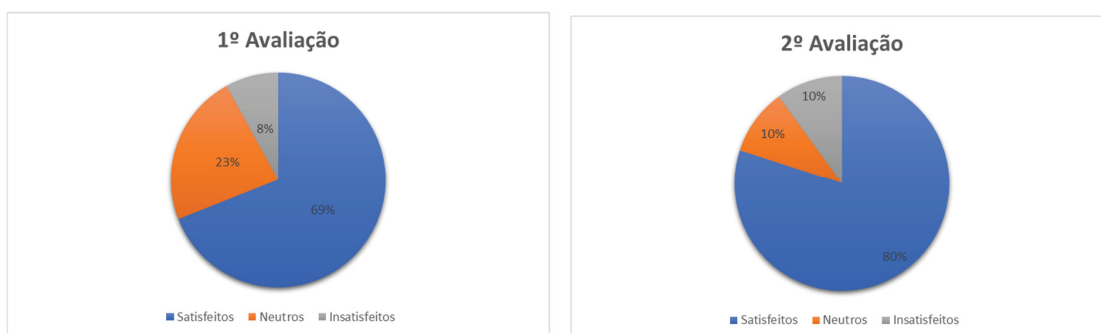 1º Avaliação
8%
23%
69%
Satisfeitos Neutros Insatisfeitos
2º Avaliação
10%
10%
80%
Satisfeitos Neutros Insatisfeitos